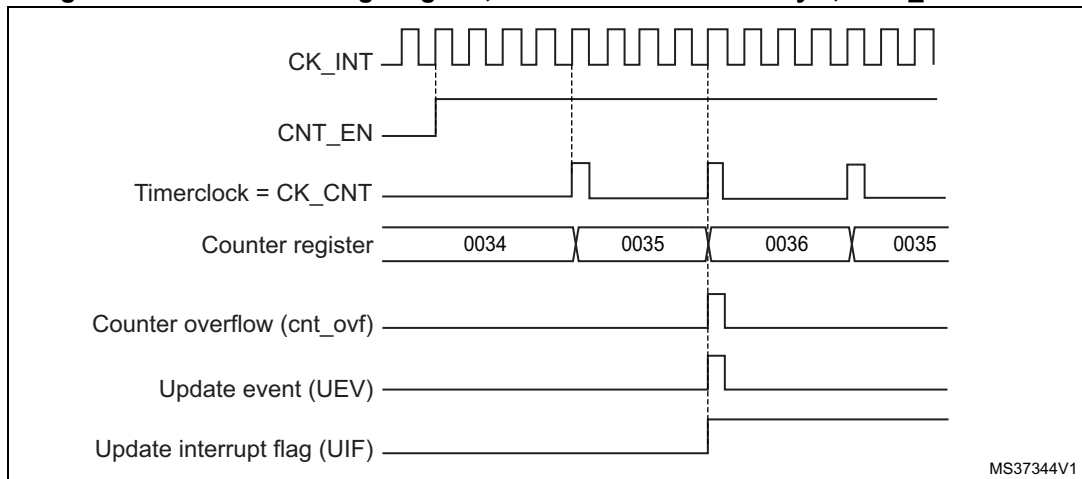 CK_INT
CNT_EN
Timerclock = CK_CNT
Counter register 0034 0035 0036 0035
Counter overflow (cnt_ovf)
Update event (UEV)
Update interrupt flag (UIF)
MS37344V1